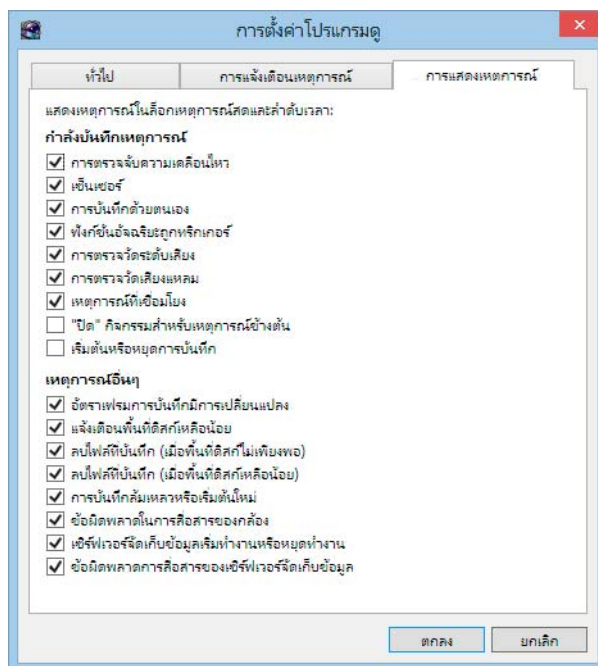 การตั้งค่าโปรแกรมดู
ทั่วไป
การแจ้งเตือนเหตุการณ์
การแสดงเหตุการณ์
แสดงเหตุการณ์ในล็อกเหตุการณ์สดและลำดับเวลา:
กำลังบันทึกเหตุการณ์
การตรวจจับความเคลื่อนไหว
เซ็นเซอร์
การบันทึกด้วยตนเอง
ฟังก์ชันอัจฉริยะถูกทริกเกอร์
การตรวจวัดระดับเสียง
การตรวจวัดเสียงแหลม
เหตุการณ์ที่เชื่อมโยง
"ปิด" กิจกรรมสำหรับเหตุการณ์ข้างต้น
เริ่มต้นหรือหยุดการบันทึก
เหตุการณ์อื่นๆ
อัตราเฟรมการบันทึกมีการเปลี่ยนแปลง
แจ้งเตือนพื้นที่ดิสก์เหลือน้อย
ลบไฟล์ที่บันทึก (เมื่อพื้นที่ดิสก์ไม่เพียงพอ)
ลบไฟล์ที่บันทึก (เมื่อพื้นที่ดิสก์เหลือน้อย)
การบันทึกล้มเหลวหรือเริ่มต้นใหม่
ข้อผิดพลาดในการสื่อสารของกล้อง
เซิร์ฟเวอร์จัดเก็บข้อมูลเริ่มทำงานหรือหยุดทำงาน
ข้อผิดพลาดการสื่อสารของเซิร์ฟเวอร์จัดเก็บข้อมูล
ตกลง
ยกเลิก